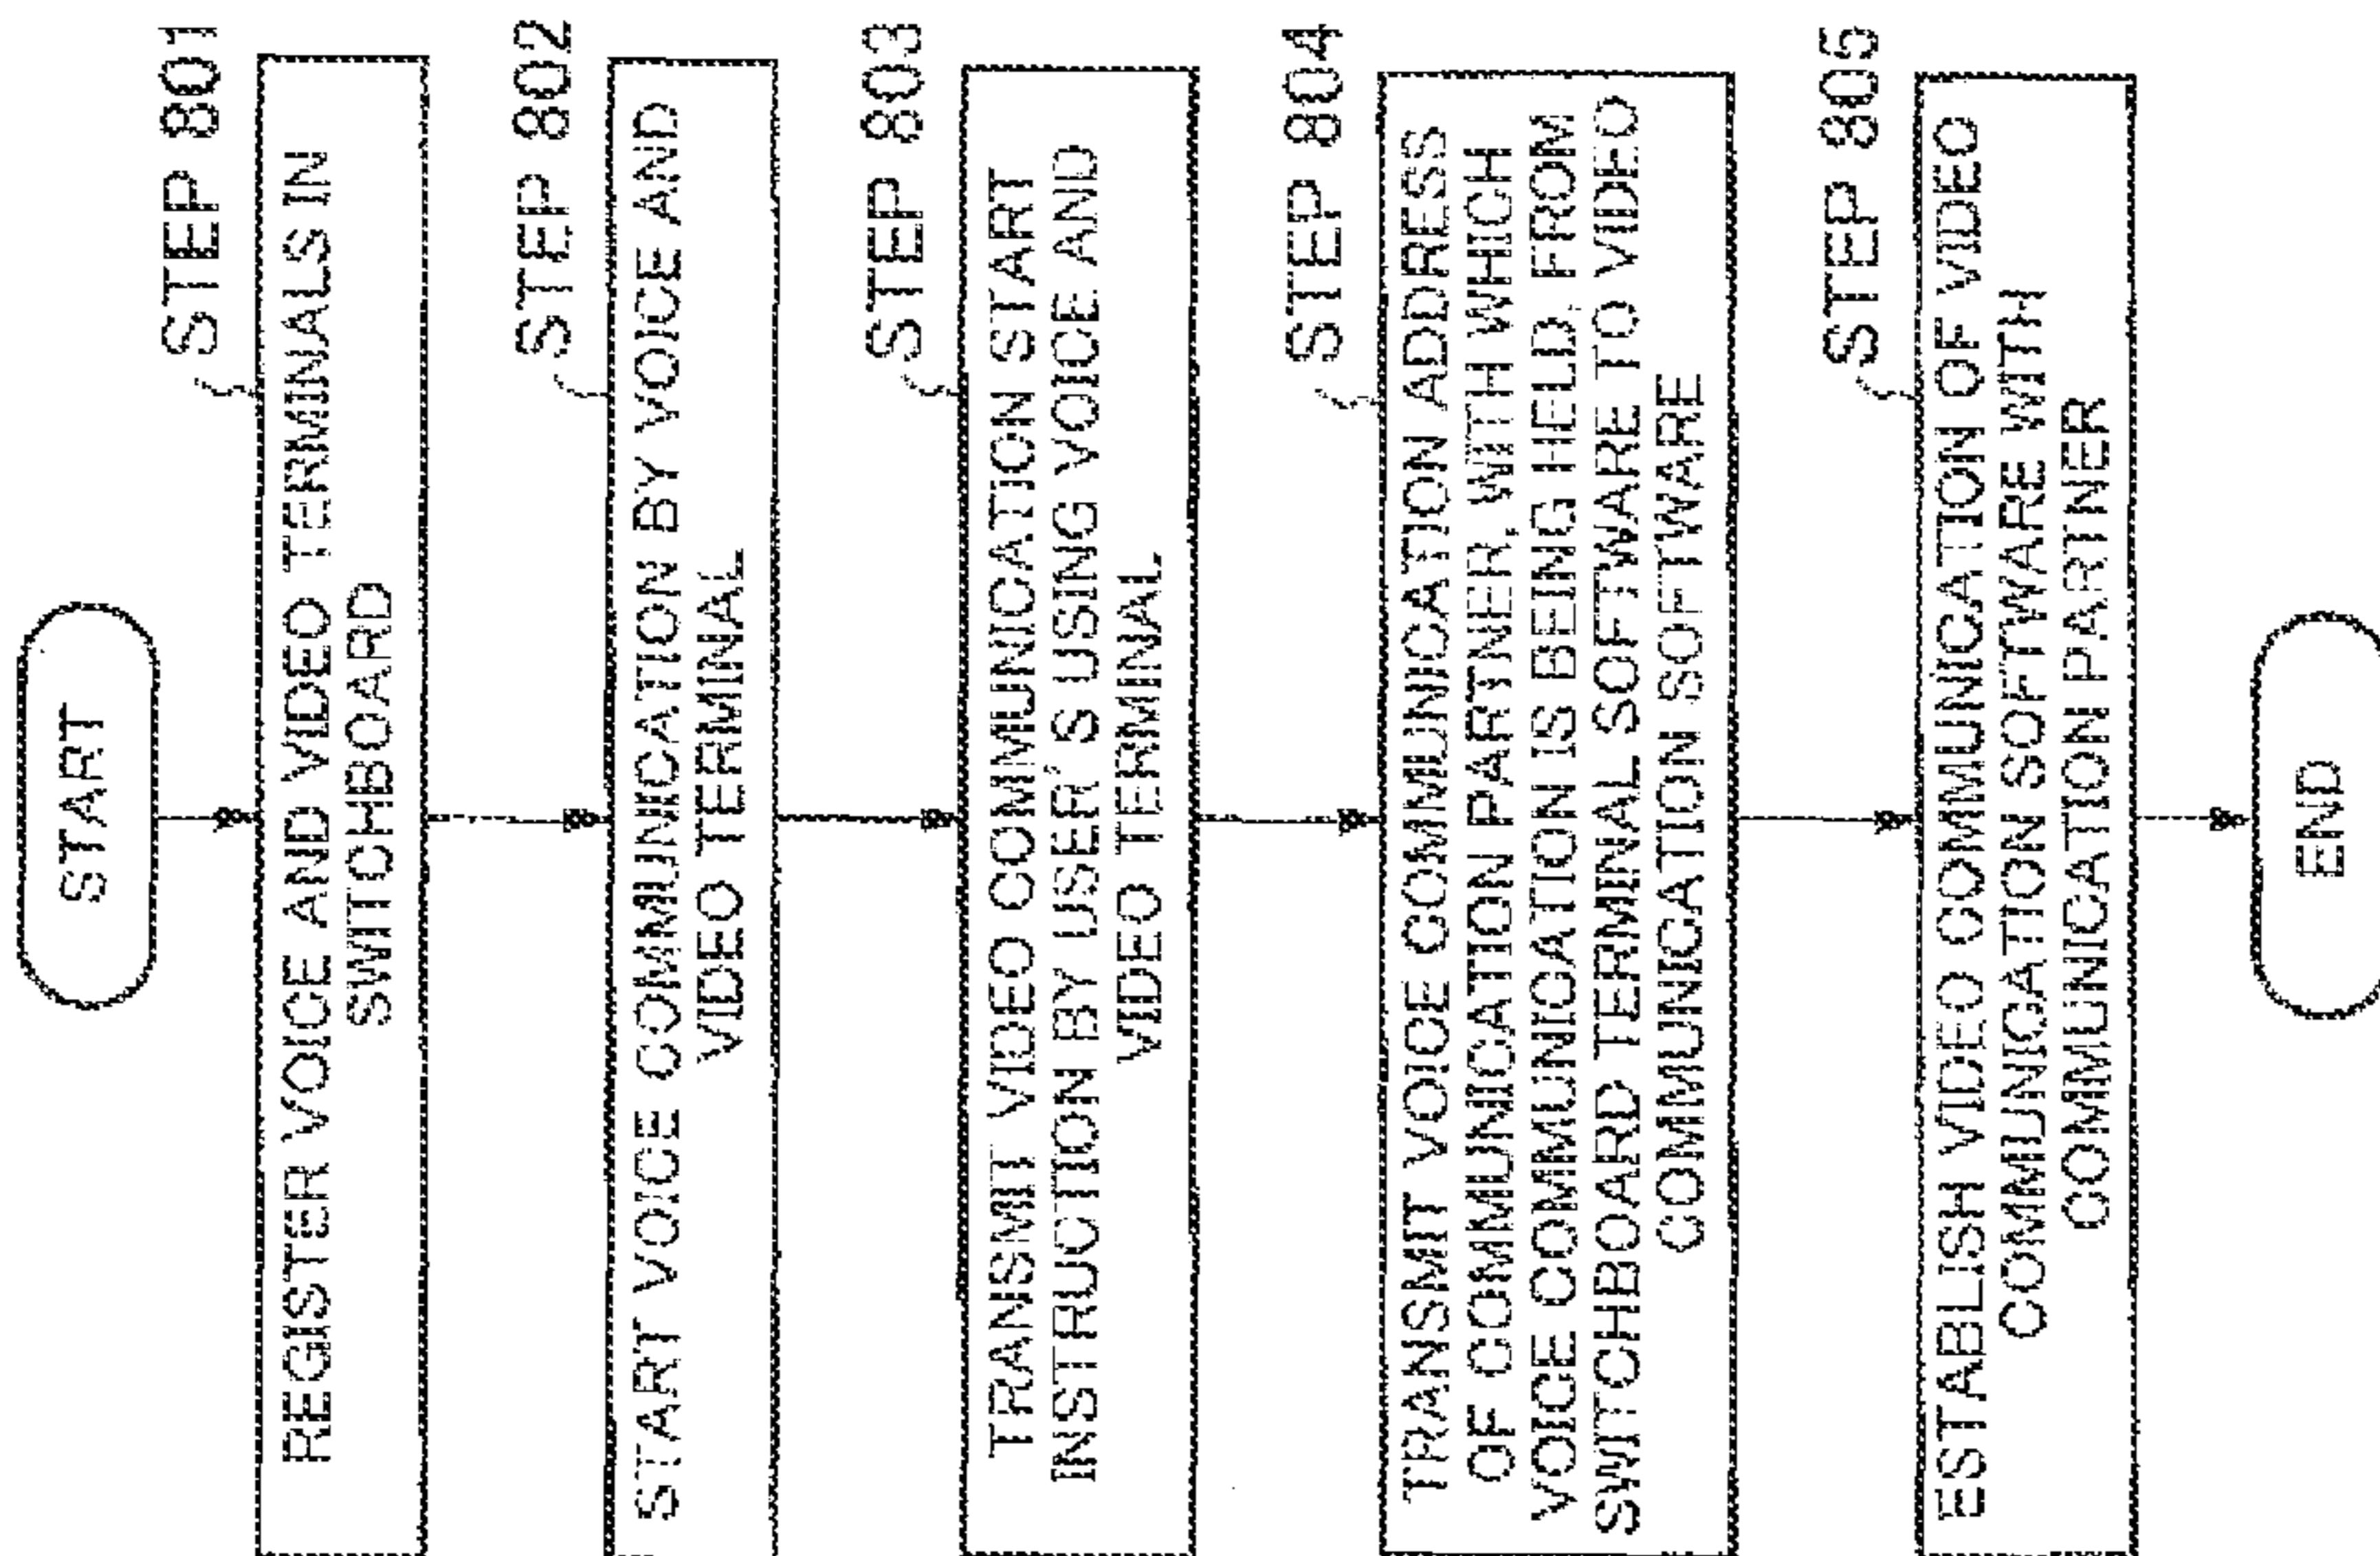 START
STEP 801
REGISTER VOICE AND VIDEO TERMINALS IN
SWITCHBOARD
STEP 802
START VOICE COMMUNICATION BY VOICE AND
VIDEO TERMINAL
STEP 803
TRANSMIT VIDEO COMMUNICATION START
INSTRUCTION BY USER'S USING VOICE AND
VIDEO TERMINAL
STEP 804
TRANSMIT VOICE COMMUNICATION ADDRESS
OF COMMUNICATION PARTNER, WITH WHICH
VOICE COMMUNICATION IS BEING HELD, FROM
SWITCHBOARD TERMINAL SOFTWARE TO VIDEO
COMMUNICATION SOFTWARE
STEP 805
ESTABLISH VIDEO COMMUNICATION OF VIDEO
COMMUNICATION SOFTWARE WITH
COMMUNICATION PARTNER
END